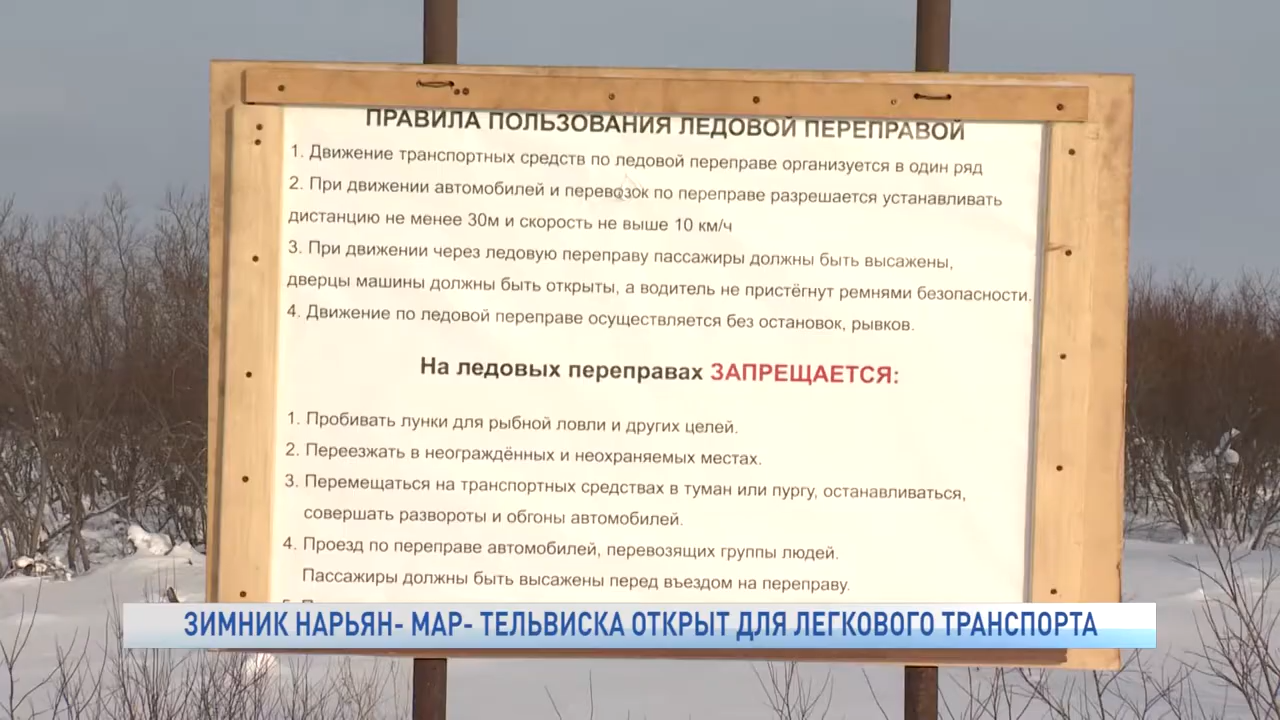 ПРАВИЛА ПОЛЬЗОВАНИЯ ЛЕДОВОЙ ПЕРЕПРАВОЙ
1. Движение транспортных средств по ледовой переправе организуется в один ряд
2. При движении автомобилей и перевозок по переправе разрешается устанавливать
дистанцию не менее 30м и скорость не выше 10 км/ч
3. При движении через ледовую переправу пассажиры должны быть высажены,
дверцы машины должны быть открыты, а водитель не пристёгнут ремнями безопасности.
4. Движение по ледовой переправе осуществляется без остановок, рывков.
На ледовых переправах ЗАПРЕЩАЕТСЯ:
1. Пробивать лунки для рыбной ловли и других целей.
2. Переезжать в неограждённых и неохраняемых местах.
3. Перемещаться на транспортных средствах в туман или пургу, останавливаться,
совершать развороты и обгоны автомобилей.
4. Проезд по переправе автомобилей, перевозящих группы людей.
Пассажиры должны быть высажены перед въездом на переправу.
ЗИМНИК НАРЬЯН- МАР- ТЕЛЬВИСКА ОТКРЫТ ДЛЯ ЛЕГКОВОГО ТРАНСПОРТА